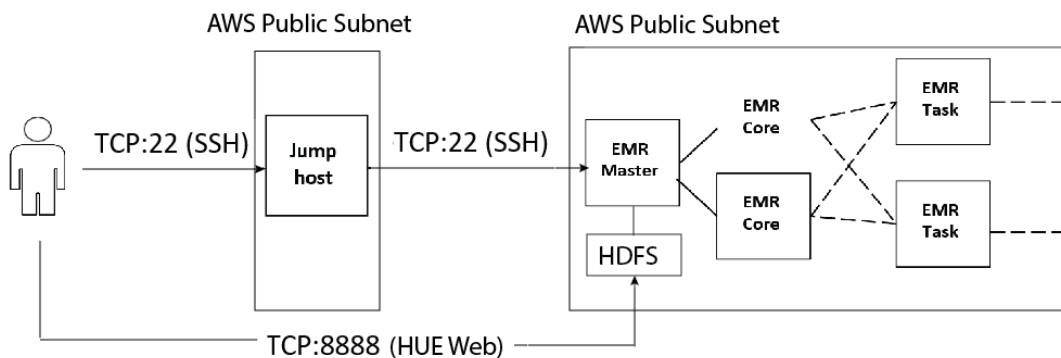 AWS Public Subnet
AWS Public Subnet
TCP:22 (SSH)
Jump
host
TCP:22 (SSH)
EMR
Master
EMR
Core
EMR
Core
EMR
Task
EMR
Task
HDFS
TCP:8888 (HUE Web)